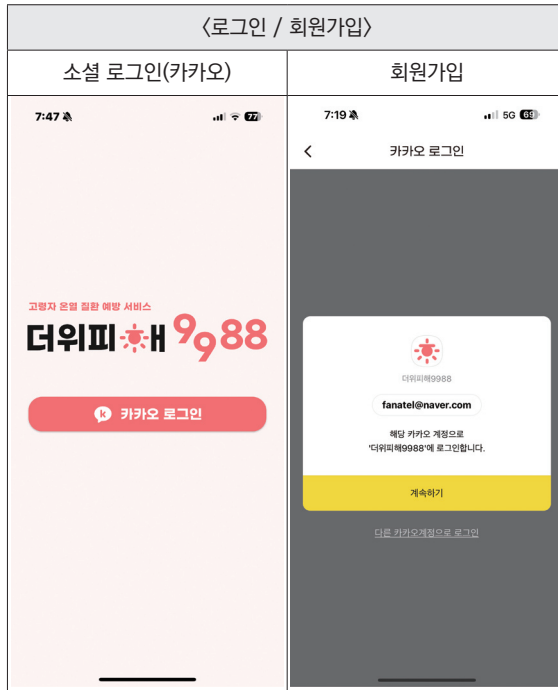 〈로그인 / 회원가입〉
소셜 로그인(카카오)
회원가입
7:47
77
고령자 온열 질환 예방 서비스
더위피해 9988
k 카카오 로그인
7:19
5G 69
카카오 로그인
더위피해9988
fanatel@naver.com
해당 카카오 계정으로
'더위피해9988'에 로그인합니다.
계속하기
다른 카카오계정으로 로그인